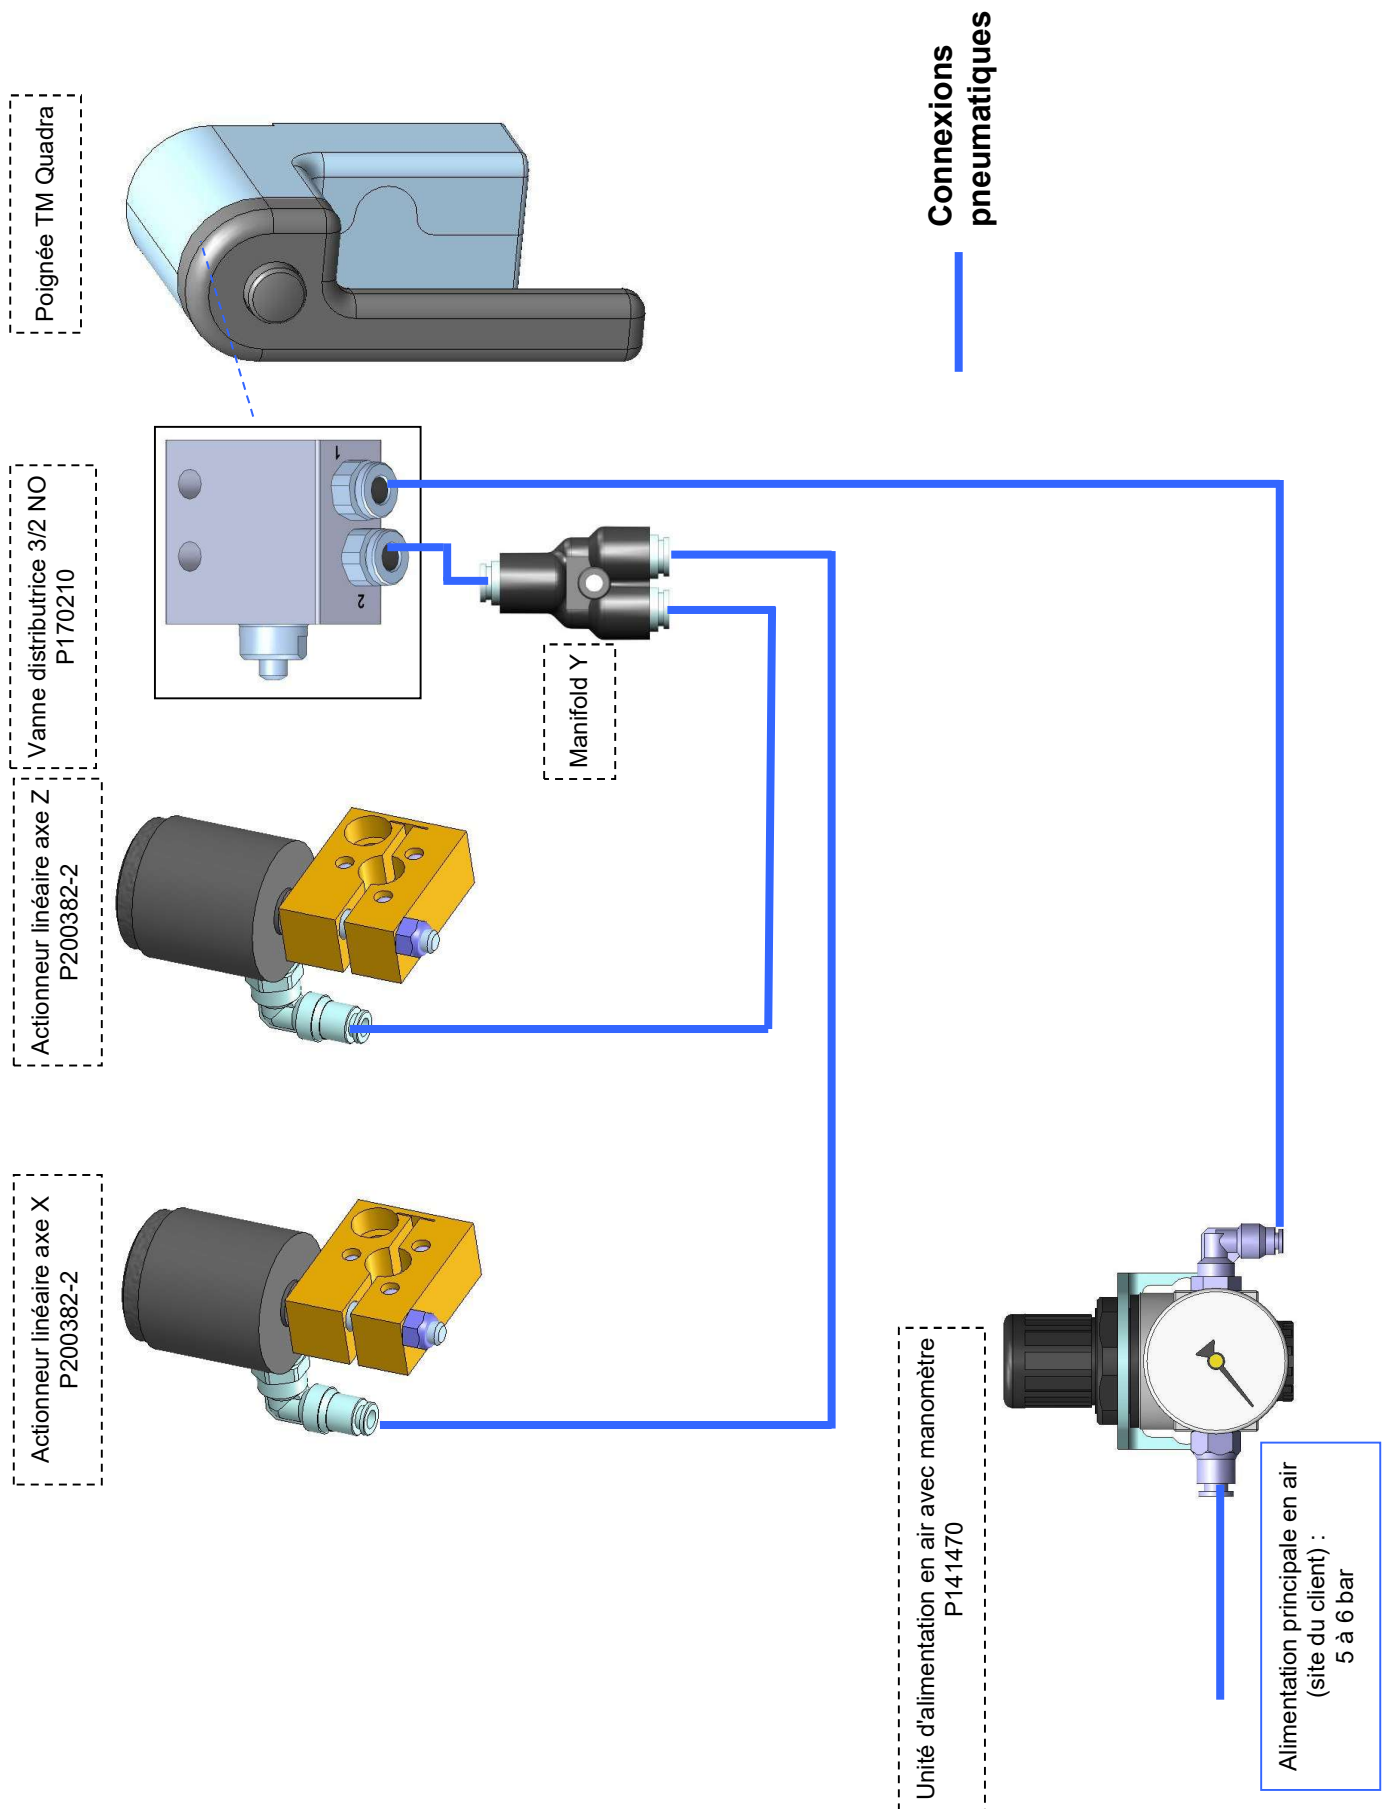 Actionneur linéaire axe X
P200382-2
Actionneur linéaire axe Z
P200382-2
Vanne distributrice 3/2 NO
P170210
Poignée TM Quadra
1
2
Manifold Y
Connexions
pneumatiques
Unité d'alimentation en air avec manomètre
P141470
Alimentation principale en air
(site du client) :
5 à 6 bar